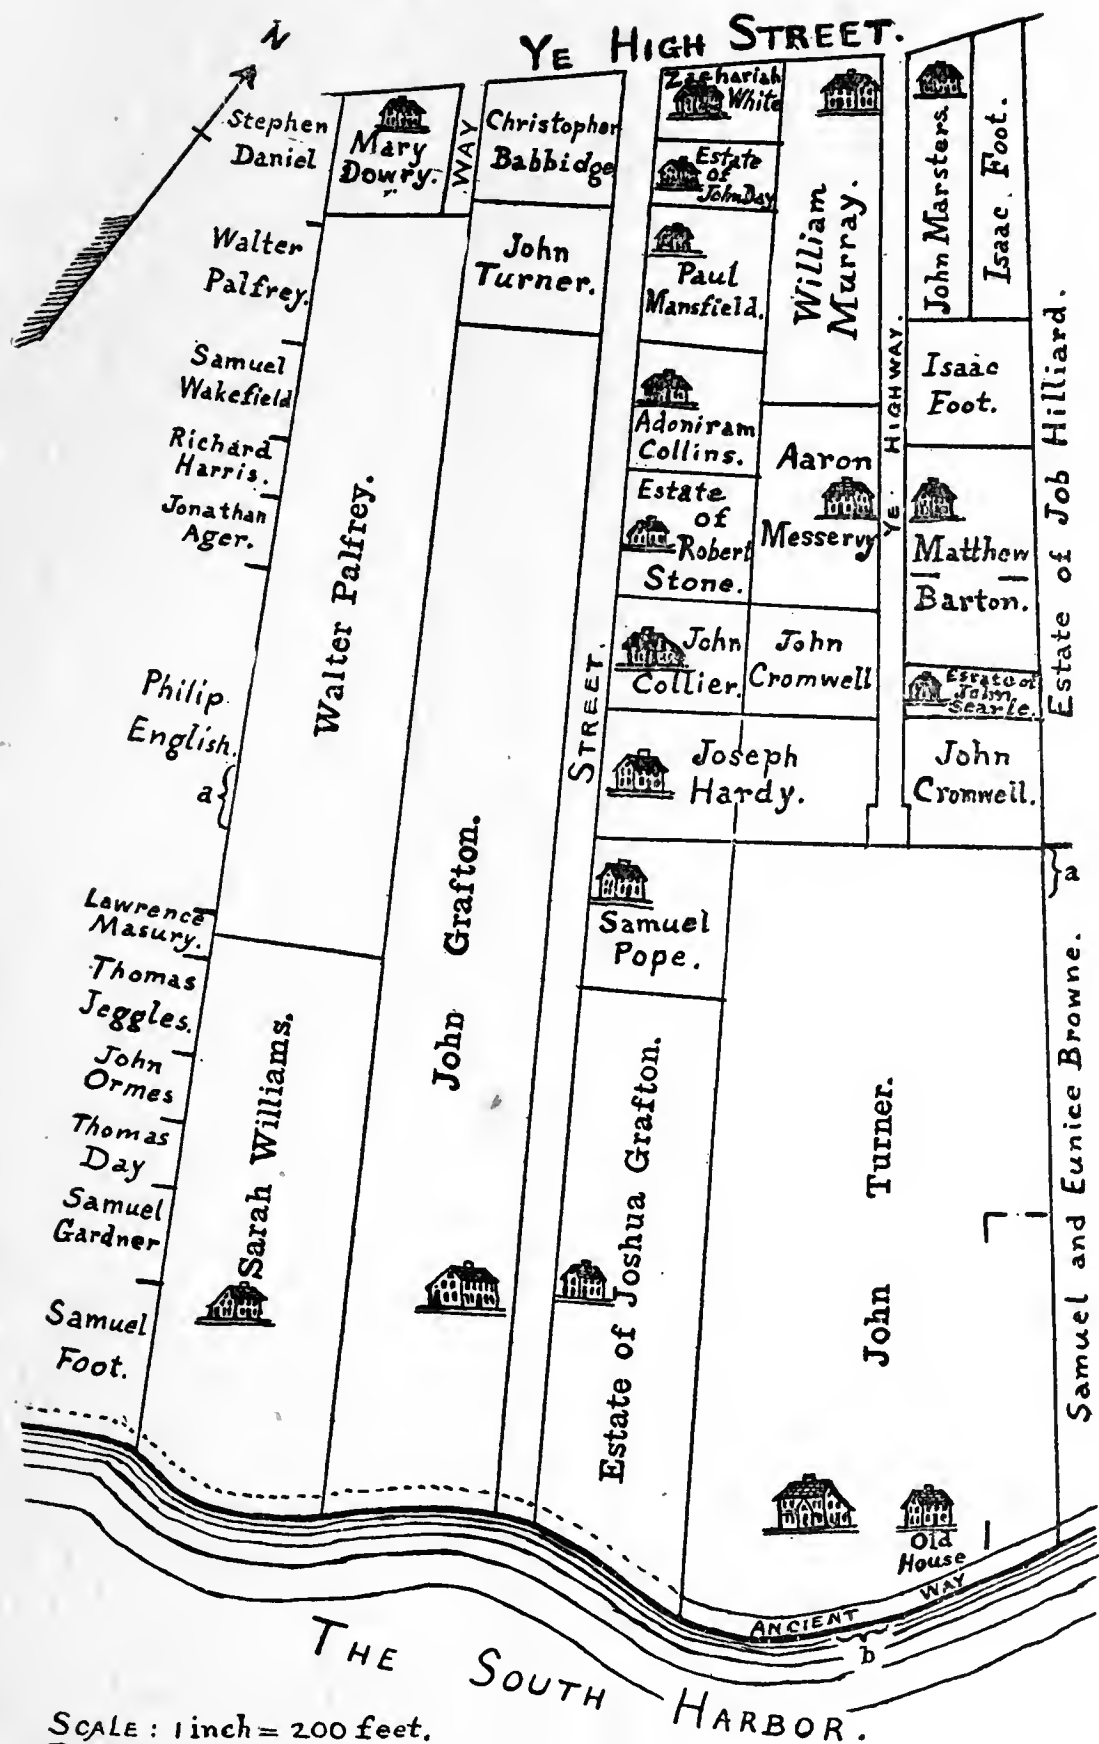 YE HIGH STREET.
N
Stephen
Daniel
Mary
Dowry.
WAY
Christopher
Babbidge
Zachariah
White
Estate
of
John Day
William
Murray.
John Marsters.
Isaac Foot.
Walter
Palfrey.
John
Turner.
Paul
Mansfield.
Samuel
Wakefield
Richard
Harris.
Jonathan
Ager.
Walter Palfrey.
Adoniram
Collins.
Estate
of
Robert
Stone.
Aaron
Messervy
YE HIGHWAY.
Isaac
Foot.
Matthew
Barton.
Estate of Job Hilliard.
Philip
English.
a
STREET.
John
Collier.
John
Cromwell
Estate of
John
Searle.
Joseph
Hardy.
John
Cromwell.
a
Lawrence
Masury.
Thomas
Jeggles.
John
Ormes
Thomas
Day
Samuel
Gardner
Samuel
Foot.
Sarah Williams.
John Grafton.
Samuel
Pope.
Estate of Joshua Grafton.
John Turner.
Samuel and Eunice Browne.
Old
House
ANCIENT WAY
b
THE SOUTH HARBOR.
SCALE: 1 inch = 200 feet.